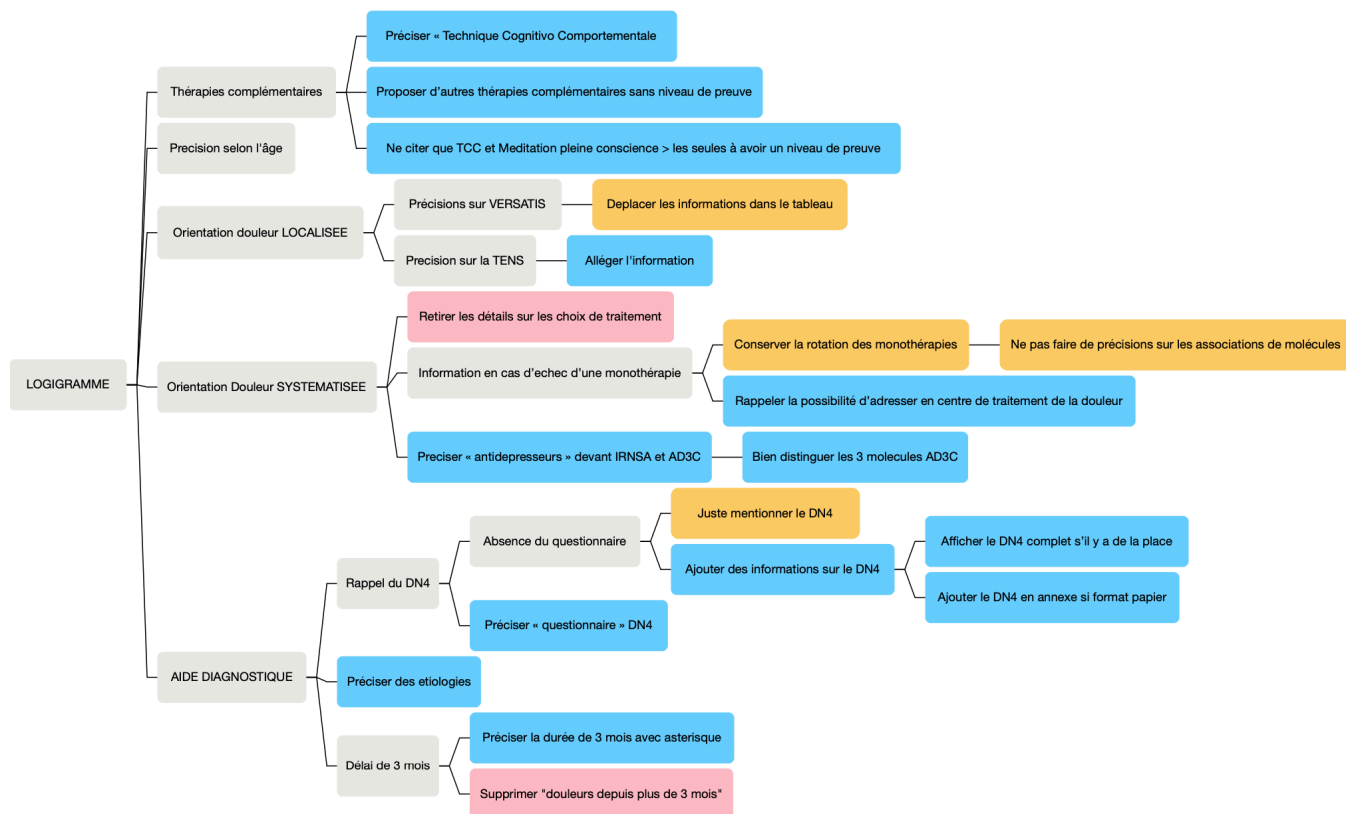 Préciser « Technique Cognitivo Comportementale
Thérapies complémentaires
Proposer d'autres thérapies complémentaires sans niveau de preuve
Ne citer que TCC et Meditation pleine conscience > les seules à avoir un niveau de preuve
Precision selon l'âge
Orientation douleur LOCALISEE
Précisions sur VERSATIS
Deplacer les informations dans le tableau
Precision sur la TENS
Alléger l'information
LOGIGRAMME
Orientation Douleur SYSTEMATISEE
Retirer les détails sur les choix de traitement
Information en cas d'echec d'une monothérapie
Conserver la rotation des monothérapies
Ne pas faire de précisions sur les associations de molécules
Rappeler la possibilité d'adresser en centre de traitement de la douleur
Preciser « antidepresseurs » devant IRNSA et AD3C
Bien distinguer les 3 molecules AD3C
AIDE DIAGNOSTIQUE
Rappel du DN4
Absence du questionnaire
Juste mentionner le DN4
Ajouter des informations sur le DN4
Afficher le DN4 complet s'il y a de la place
Ajouter le DN4 en annexe si format papier
Préciser « questionnaire » DN4
Préciser des etiologies
Délai de 3 mois
Préciser la durée de 3 mois avec asterisque
Supprimer "douleurs depuis plus de 3 mois"